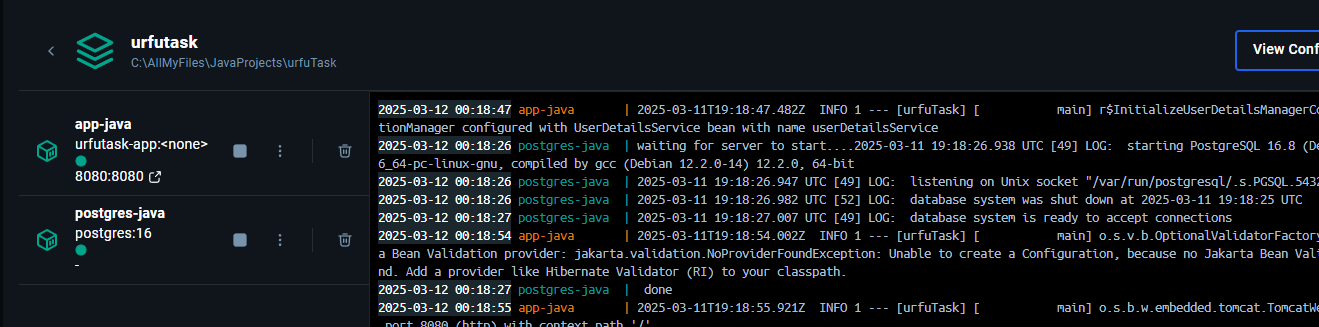 urfutask
C:\AllMyFiles\JavaProjects\urfuTask
View Conf
app-java
urfutask-app:<none>
8080:8080
postgres-java
postgres:16
-
2025-03-12 00:18:47 app-java | 2025-03-11T19:18:47.482Z INFO 1 --- [urfuTask] [ main] r$InitializeUserDetailsManagerCo
tionManager configured with UserDetailsService bean with name userDetailsService
2025-03-12 00:18:26 postgres-java | waiting for server to start....2025-03-11 19:18:26.938 UTC [49] LOG: starting PostgreSQL 16.8 (De
6_64-pc-linux-gnu, compiled by gcc (Debian 12.2.0-14) 12.2.0, 64-bit
2025-03-12 00:18:26 postgres-java | 2025-03-11 19:18:26.947 UTC [49] LOG: listening on Unix socket "/var/run/postgresql/.s.PGSQL.5432
2025-03-12 00:18:26 postgres-java | 2025-03-11 19:18:26.982 UTC [52] LOG: database system was shut down at 2025-03-11 19:18:25 UTC
2025-03-12 00:18:27 postgres-java | 2025-03-11 19:18:27.007 UTC [49] LOG: database system is ready to accept connections
2025-03-12 00:18:54 app-java | 2025-03-11T19:18:54.002Z INFO 1 --- [urfuTask] [ main] o.s.v.b.OptionalValidatorFactory
a Bean Validation provider: jakarta.validation.NoProviderFoundException: Unable to create a Configuration, because no Jakarta Bean Vali
nd. Add a provider like Hibernate Validator (RI) to your classpath.
2025-03-12 00:18:27 postgres-java | done
2025-03-12 00:18:55 app-java | 2025-03-11T19:18:55.921Z INFO 1 --- [urfuTask] [ main] o.s.b.w.embedded.tomcat.TomcatWe
port 8080 (http) with context path '/'